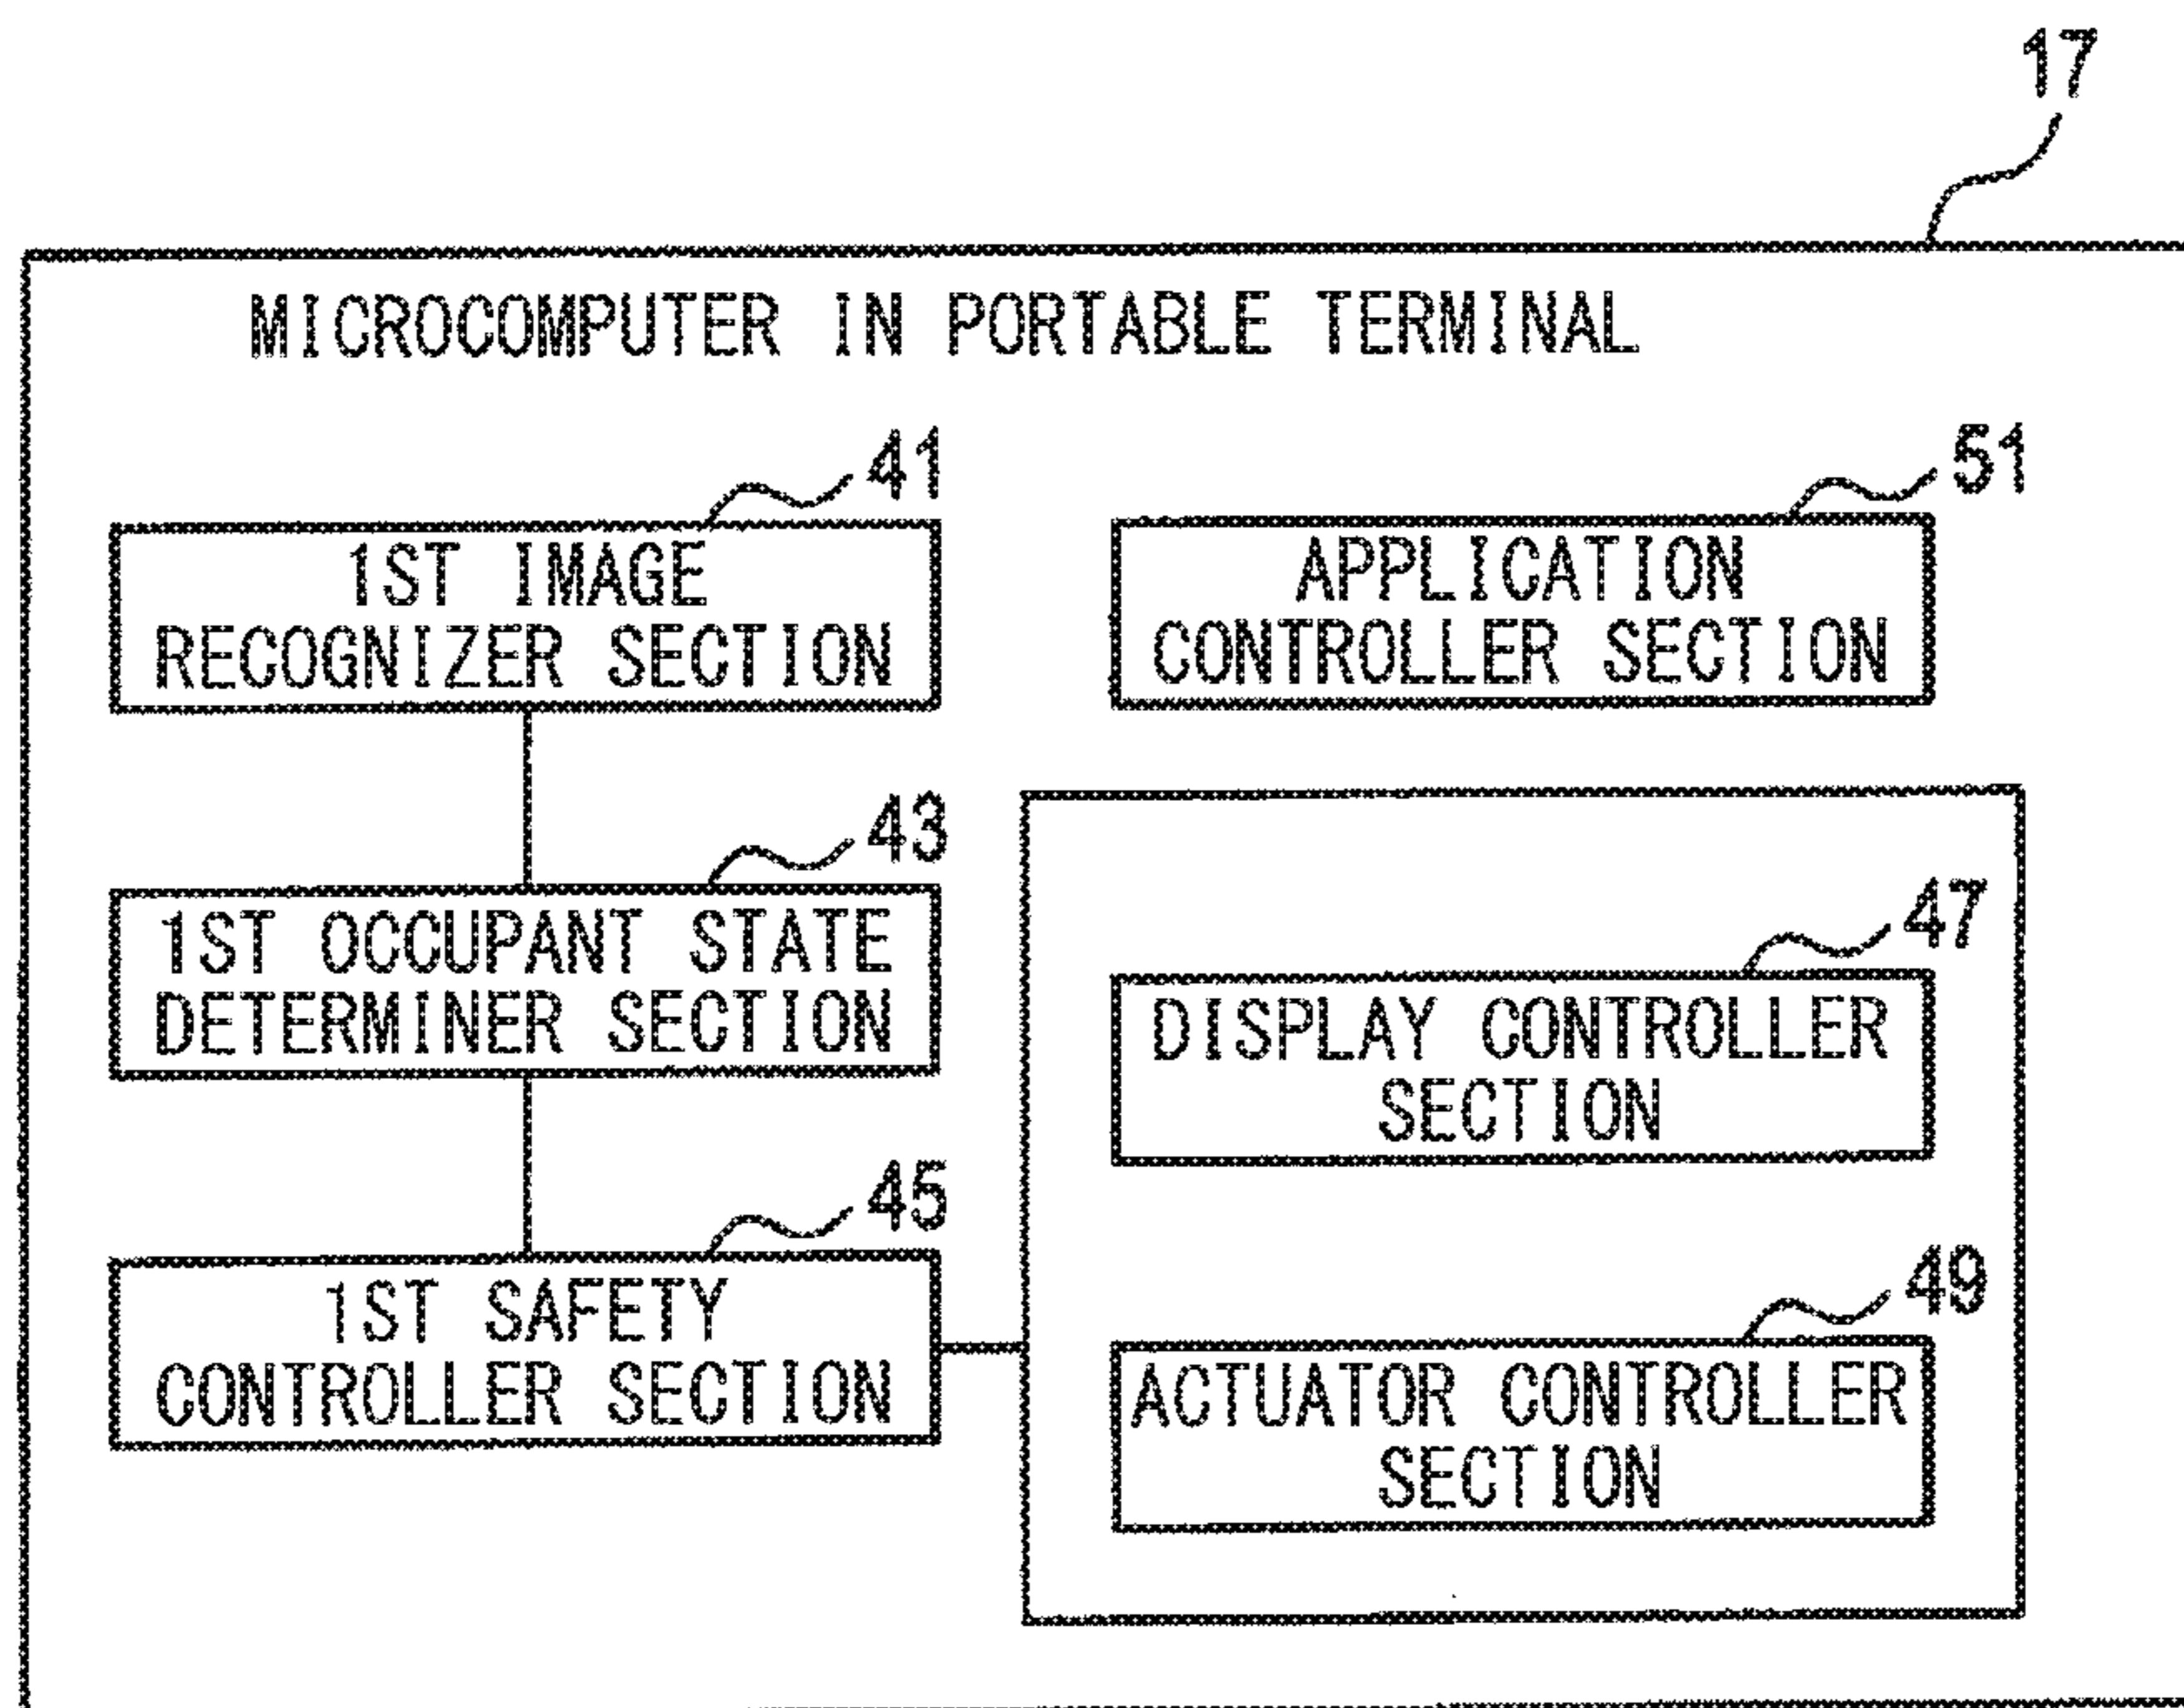 17
MICROCOMPUTER IN PORTABLE TERMINAL
41
1ST IMAGE
RECOGNIZER SECTION
51
APPLICATION
CONTROLLER SECTION
43
1ST OCCUPANT STATE
DETERMINER SECTION
47
DISPLAY CONTROLLER
SECTION
45
1ST SAFETY
CONTROLLER SECTION
49
ACTUATOR CONTROLLER
SECTION